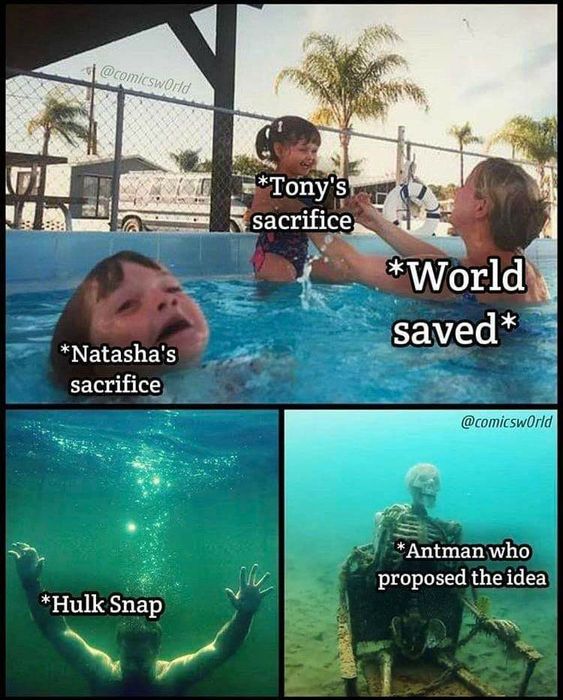 @comicsw0rld
*Tony's
sacrifice
*World
saved*
*Natasha's
sacrifice
@comicsw0rld
*Hulk Snap
*Antman who
proposed the idea